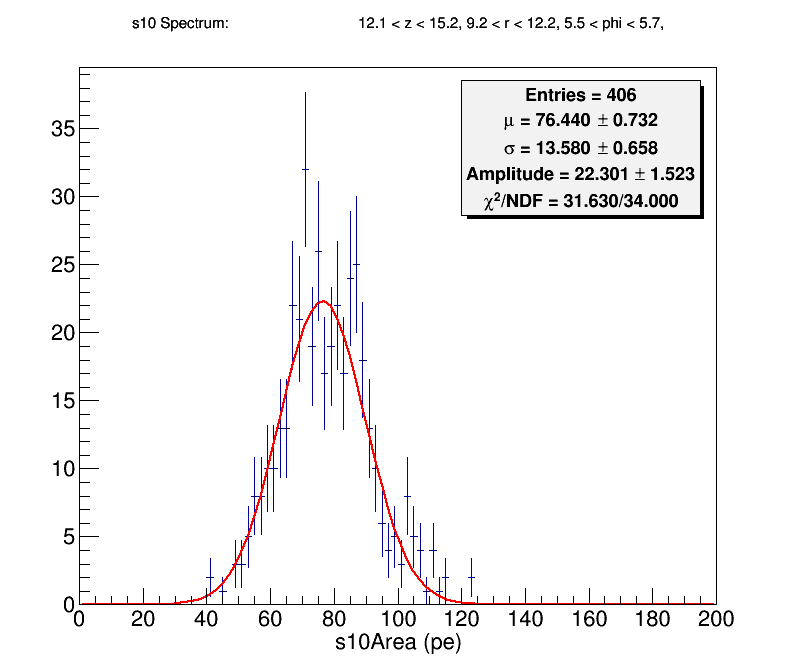 s10 Spectrum: 12.1 < z < 15.2, 9.2 < r < 12.2, 5.5 < phi < 5.7,
Entries = 406
μ = 76.440 ± 0.732
σ = 13.580 ± 0.658
Amplitude = 22.301 ± 1.523
χ²/NDF = 31.630/34.000
35
30
25
20
15
10
5
0
0 20 40 60 80 100 120 140 160 180 200
s10Area (pe)